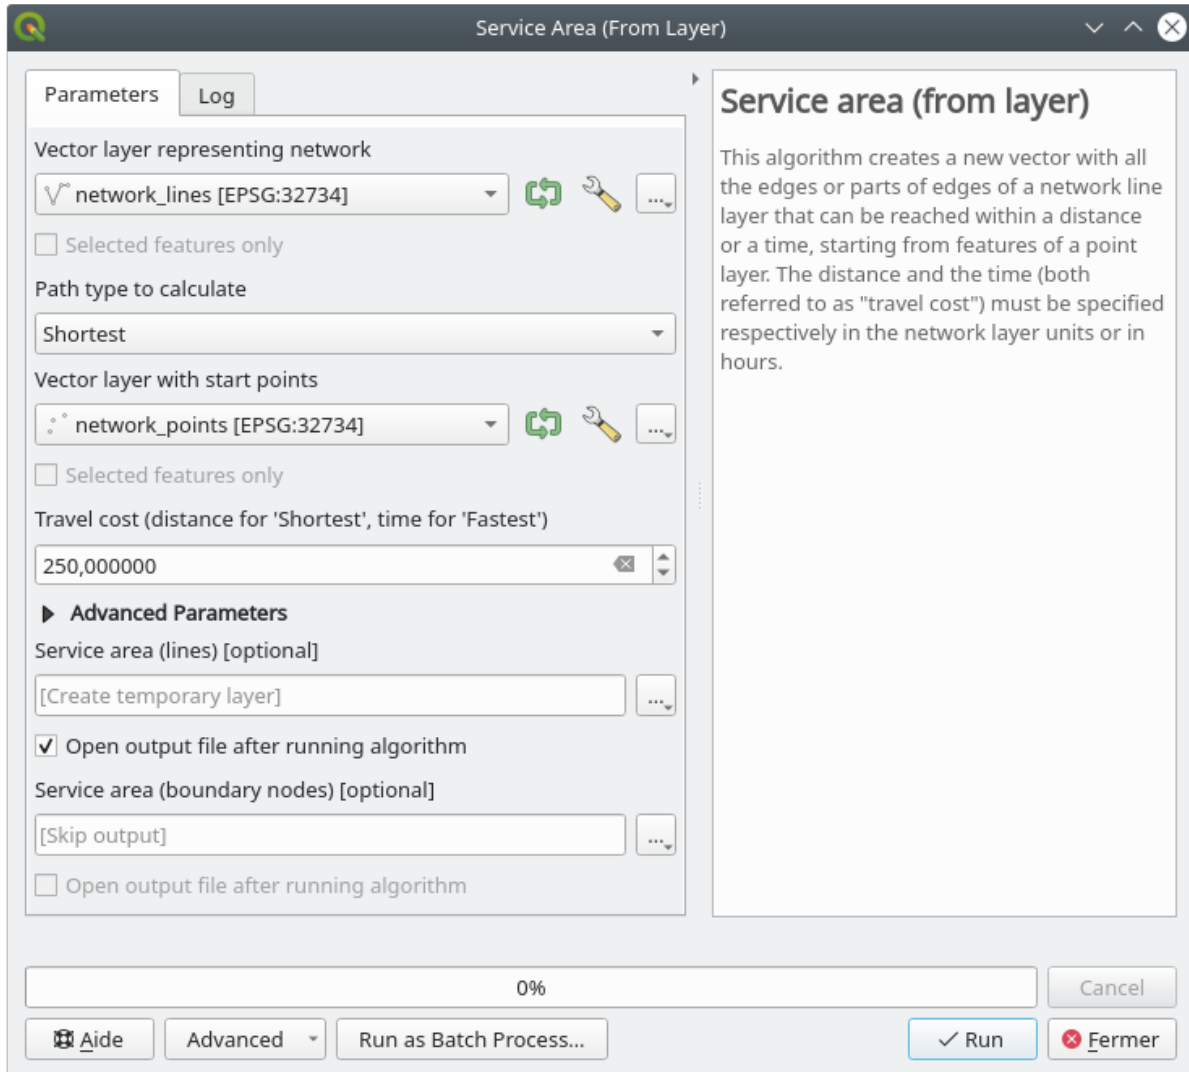 Service Area (From Layer)
Parameters
Log
Vector layer representing network
network_lines [EPSG:32734]
...
Selected features only
Path type to calculate
Shortest
Vector layer with start points
network_points [EPSG:32734]
...
Selected features only
Travel cost (distance for 'Shortest', time for 'Fastest')
250,000000
Advanced Parameters
Service area (lines) [optional]
[Create temporary layer]
...
Open output file after running algorithm
Service area (boundary nodes) [optional]
[Skip output]
...
Open output file after running algorithm
Service area (from layer)
This algorithm creates a new vector with all
the edges or parts of edges of a network line
layer that can be reached within a distance
or a time, starting from features of a point
layer. The distance and the time (both
referred to as "travel cost") must be specified
respectively in the network layer units or in
hours.
0%
Cancel
Aide
Advanced
Run as Batch Process...
Run
Fermer